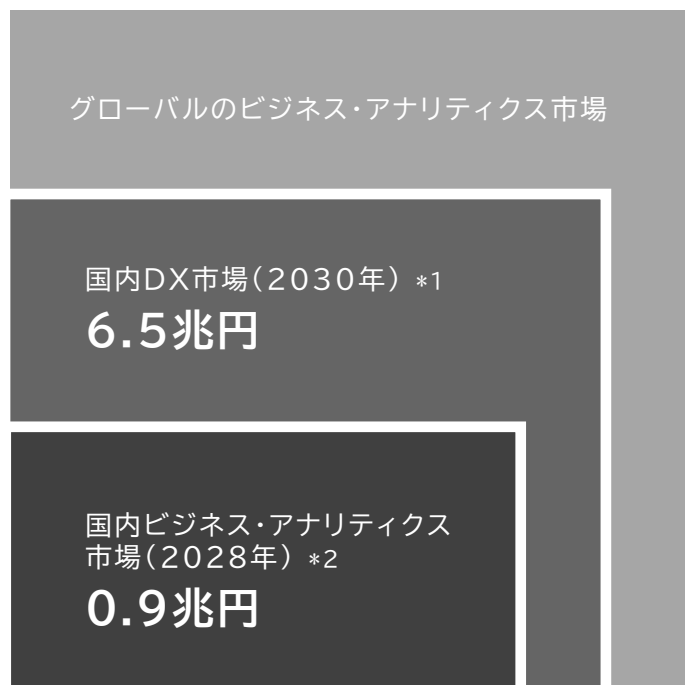 グローバルのビジネス・アナリティクス市場
国内DX市場（2030年）＊1
6.5兆円
国内ビジネス・アナリティクス
市場（2028年）＊2
0.9兆円